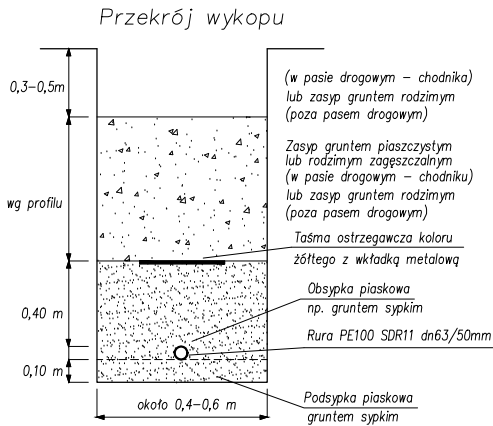 Przekrój wykopu
0,3-0,5m
(w pasie drogowym - chodnika)
lub zasyp gruntem rodzimym
(poza pasem drogowym)
wg profilu
Zasyp gruntem piaszczystym
lub rodzimym zagęszczalnym
(w pasie drogowym - chodniku)
lub zasyp gruntem rodzimym
(poza pasem drogowym)
Taśma ostrzegawcza koloru
żółtego z wkładką metalową
0,40 m
Obsypka piaskowa
np. gruntem sypkim
Rura PE100 SDR11 dn63/50mm
0,10 m
Podsypka piaskowa
gruntem sypkim
około 0,4-0,6 m